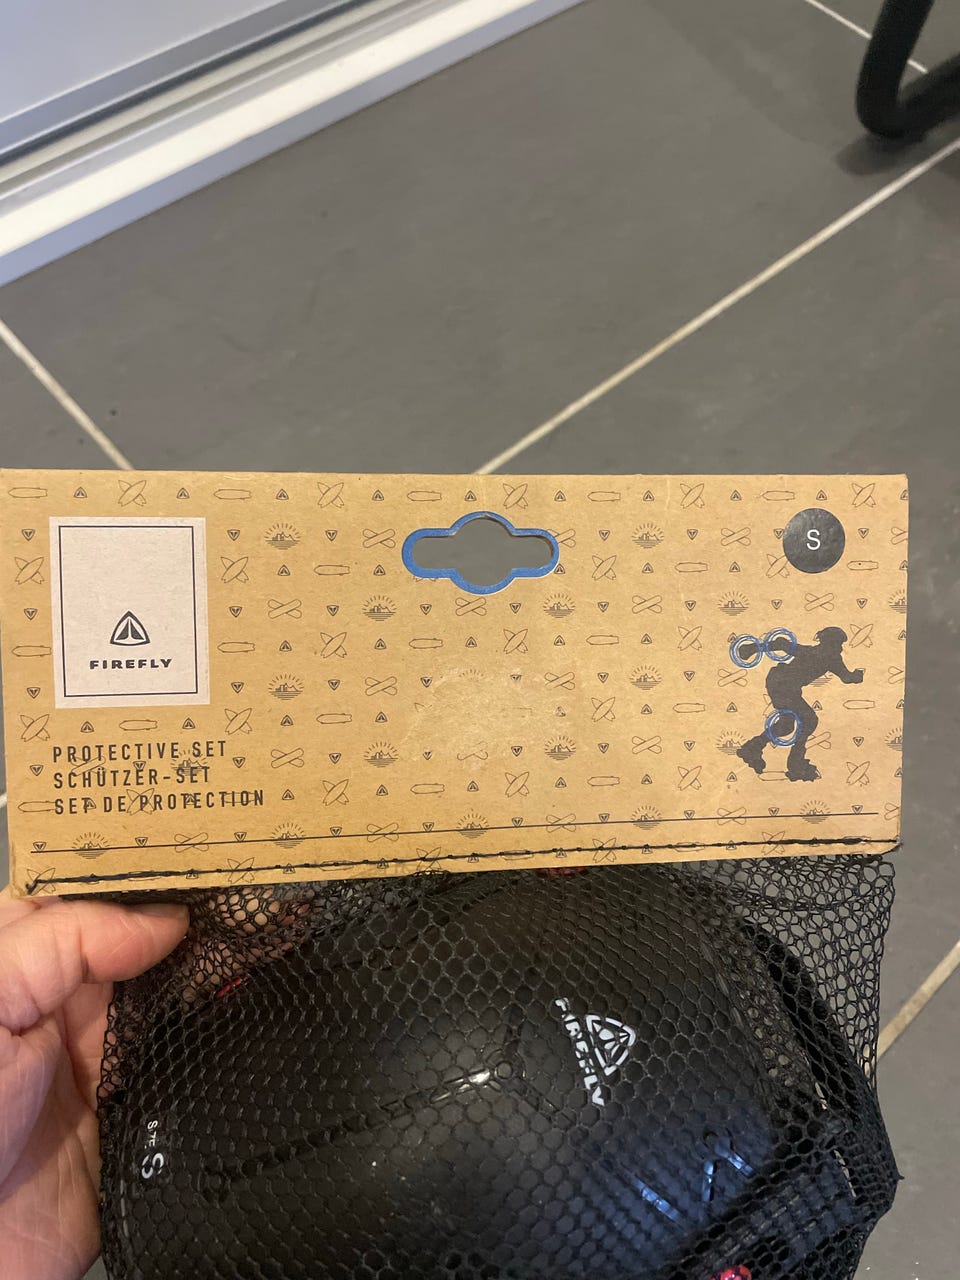 S
FIREFLY
PROTECTIVE SET
SCHÜTZER-SET
SET DE PROTECTION
FIREFLY
SIZE S